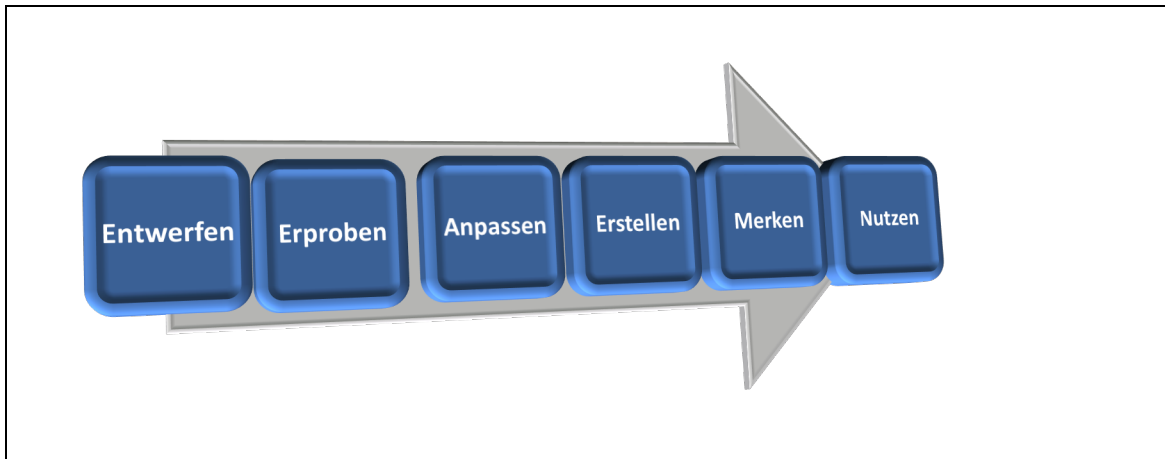 Entwerfen
Erproben
Anpassen
Erstellen
Merken
Nutzen